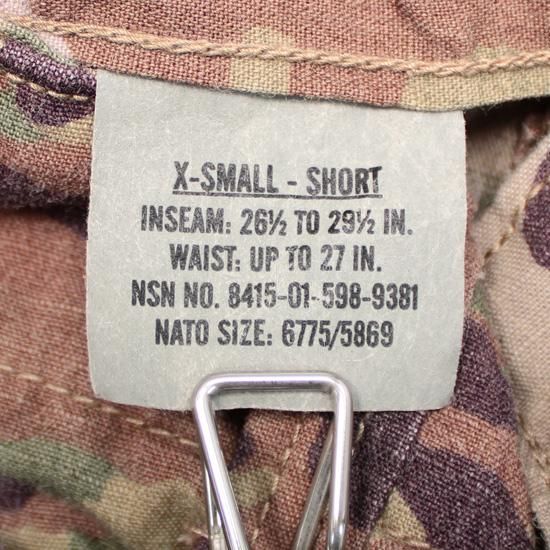 X-SMALL - SHORT
INSEAM: 26½ TO 29½ IN.
WAIST: UP TO 27 IN.
NSN NO. 8415-01-598-9381
NATO SIZE: 6775/5869